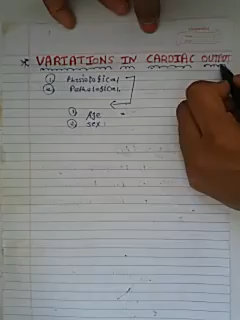 * VARIATIONS IN CARDIAC OUTPUT
① Physiological
② Pathological.
① Age =
② sex :